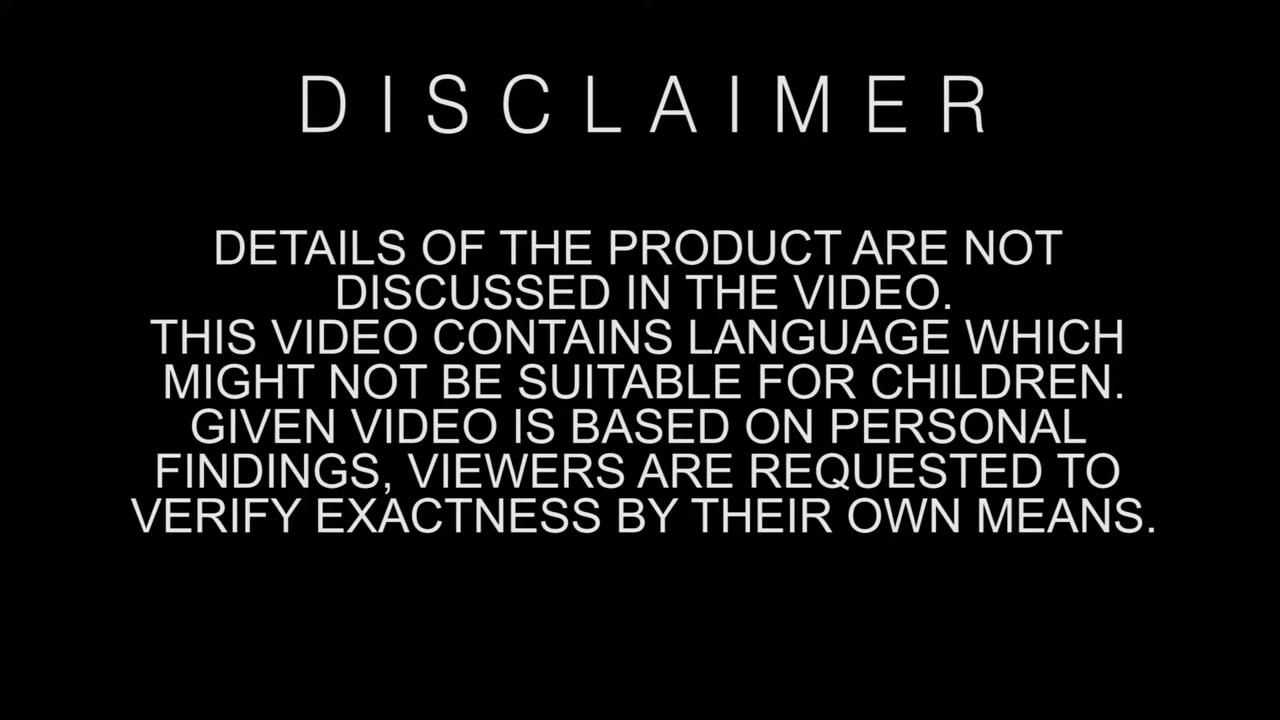 DISCLAIMER
DETAILS OF THE PRODUCT ARE NOT
DISCUSSED IN THE VIDEO.
THIS VIDEO CONTAINS LANGUAGE WHICH
MIGHT NOT BE SUITABLE FOR CHILDREN.
GIVEN VIDEO IS BASED ON PERSONAL
FINDINGS, VIEWERS ARE REQUESTED TO
VERIFY EXACTNESS BY THEIR OWN MEANS.